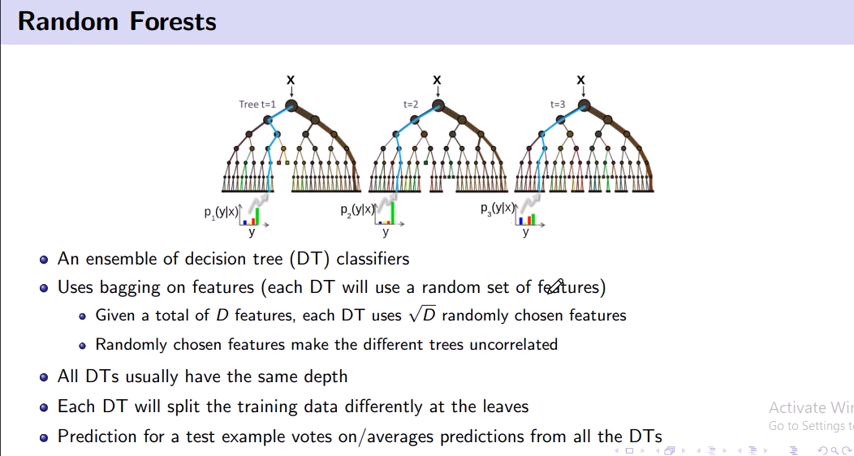 Random Forests
x x x
Tree t=1 t=2 t=3
p₁(y|x) p₂(y|x) p₃(y|x)
y y y
An ensemble of decision tree (DT) classifiers
Uses bagging on features (each DT will use a random set of features)
Given a total of D features, each DT uses √D randomly chosen features
Randomly chosen features make the different trees uncorrelated
All DTs usually have the same depth
Each DT will split the training data differently at the leaves
Prediction for a test example votes on/averages predictions from all the DTs
Activate Win
Go to Settings t